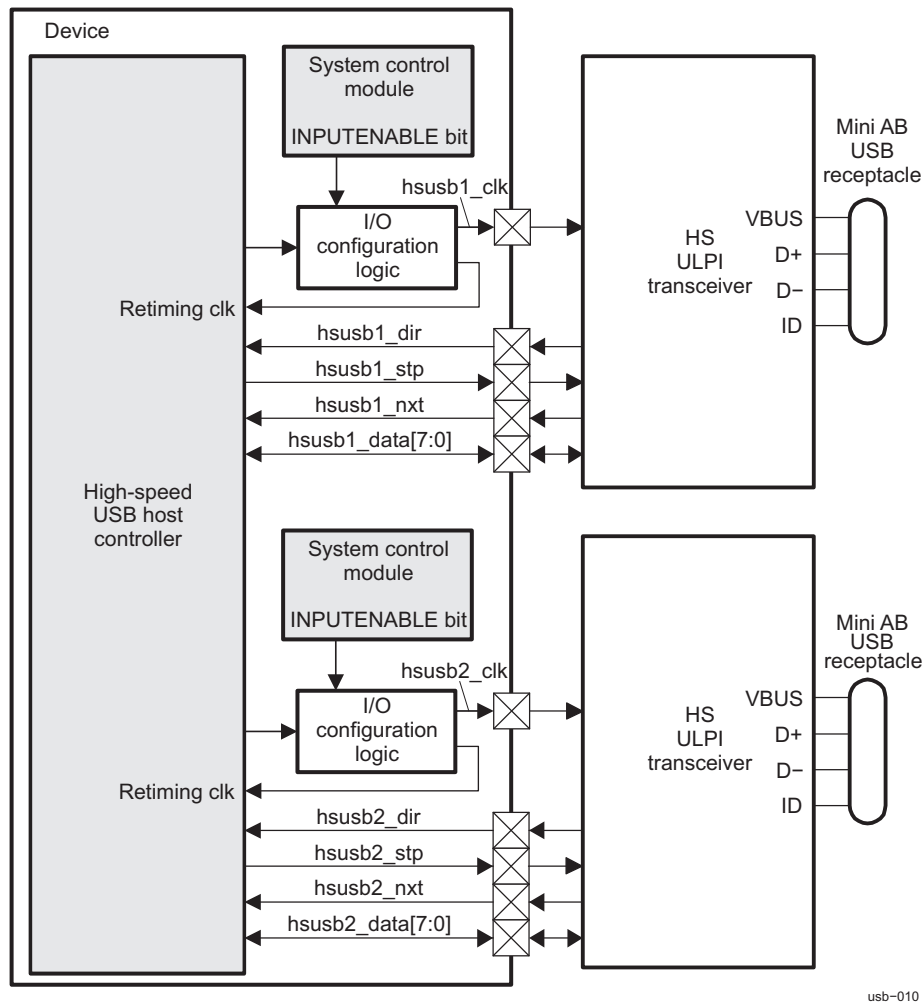 Device
System control
module
INPUTENABLE bit
hsusb1_clk
I/O
configuration
logic
Retiming clk
hsusb1_dir
hsusb1_stp
hsusb1_nxt
hsusb1_data[7:0]
HS
ULPI
transceiver
VBUS
D+
D−
ID
Mini AB
USB
receptacle
High-speed
USB host
controller
System control
module
INPUTENABLE bit
hsusb2_clk
I/O
configuration
logic
Retiming clk
hsusb2_dir
hsusb2_stp
hsusb2_nxt
hsusb2_data[7:0]
HS
ULPI
transceiver
VBUS
D+
D−
ID
Mini AB
USB
receptacle
usb−010